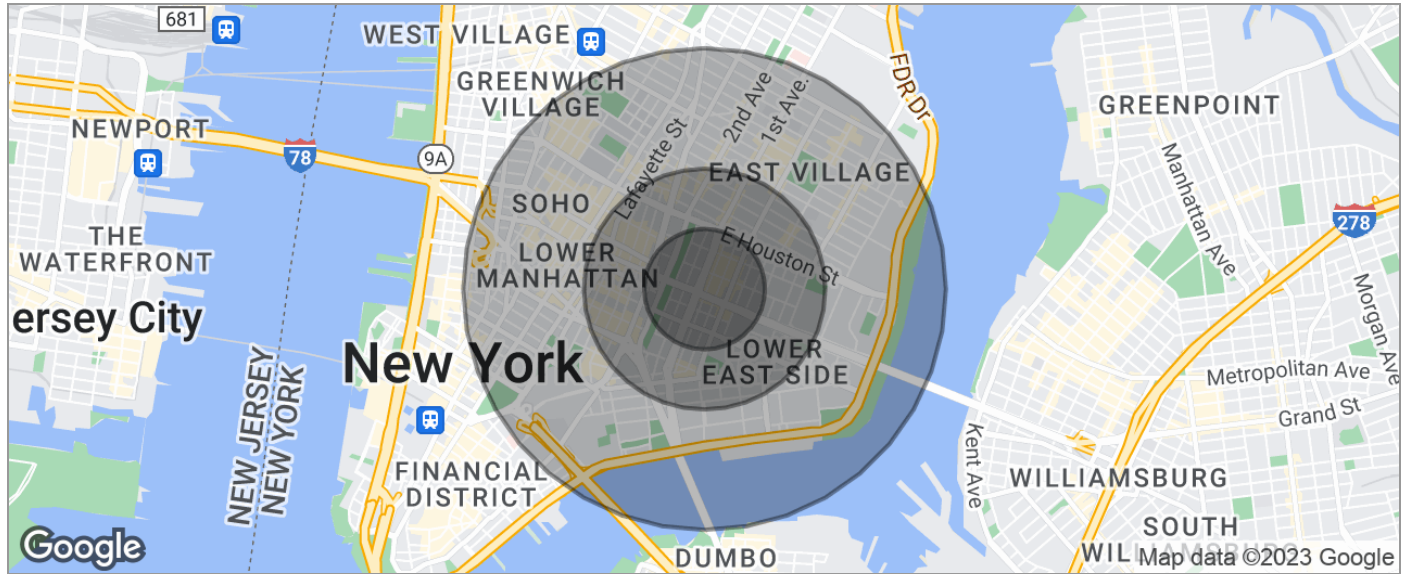 681
WEST VILLAGE
GREENWICH
VILLAGE
2nd Ave
1st Ave.
FDR Dr
GREENPOINT
NEWPORT
78
9A
Lafayette St
EAST VILLAGE
Manhattan Ave
SOHO
278
THE
WATERFRONT
LOWER
MANHATTAN
E Houston St
ersey City
Morgan Ave
New York
LOWER
EAST SIDE
NEW JERSEY
NEW YORK
Metropolitan Ave
Grand St
Kent Ave
FINANCIAL
DISTRICT
WILLIAMSBURG
SOUTH
WILLIAMSBURG
DUMBO
Google
Map data ©2023 Google